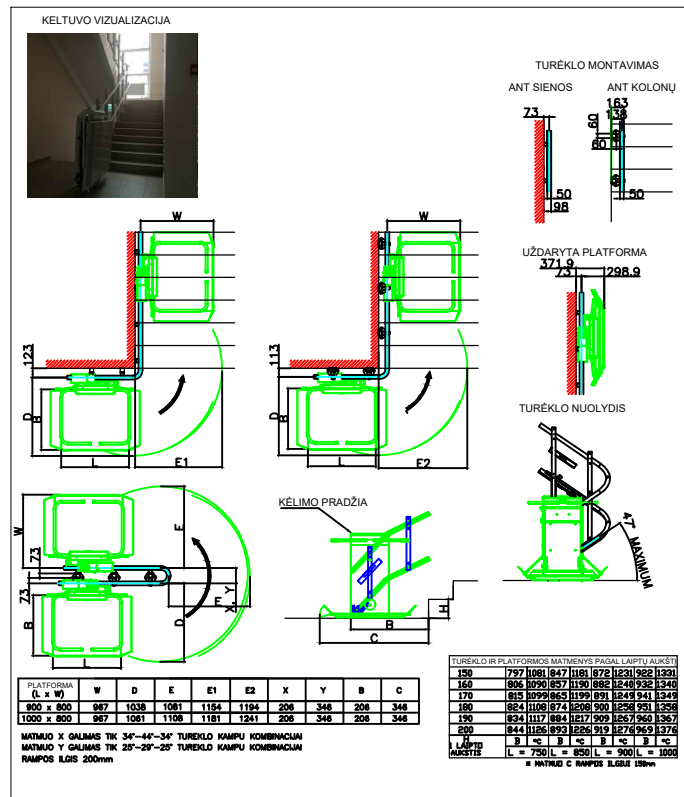 KELTUVO VIZUALIZACIJA
TURĖKLO MONTAVIMAS
ANT SIENOS
ANT KOLONŲ
163
73
138
60
60
50
50
98
W
W
UŽDARYTA PLATFORMA
371.9
73
298.9
123
113
D
B
D
B
L
E1
L
E2
TURĖKLO NUOLYDIS
47° MAXIMUM
KĖLIMO PRADŽIA
W
E
73
73
Y
E
X
B
D
L
H
B
C
PLATFORMA (L x W) W D E E1 E2 X Y B C
900 x 800 967 1038 1081 1154 1194 206 346 206 346
1000 x 800 967 1061 1108 1181 1241 206 346 206 346
MATMUO X GALIMAS TIK 34°-44°-34° TUREKLO KAMPU KOMBINACIJAI
MATMUO Y GALIMAS TIK 25°-29°-25° TUREKLO KAMPU KOMBINACIJAI
RAMPOS ILGIS 200mm
TURĖKLO IR PLATFORMOS MATMENYS PAGAL LAIPTŲ AUKŠTĮ
150 797 1081 847 1181 872 1231 922 1331
160 806 1090 857 1190 882 1240 932 1340
170 815 1099 865 1199 891 1249 941 1349
180 824 1108 874 1208 900 1258 951 1358
190 834 1117 884 1217 909 1267 960 1367
200 844 1126 893 1226 919 1276 969 1376
H B *C B *C B *C B *C
LAIPTO AUKSTIS L = 750 L = 850 L = 900 L = 1000
* MATMUO C RAMPOS ILGIUI 150mm